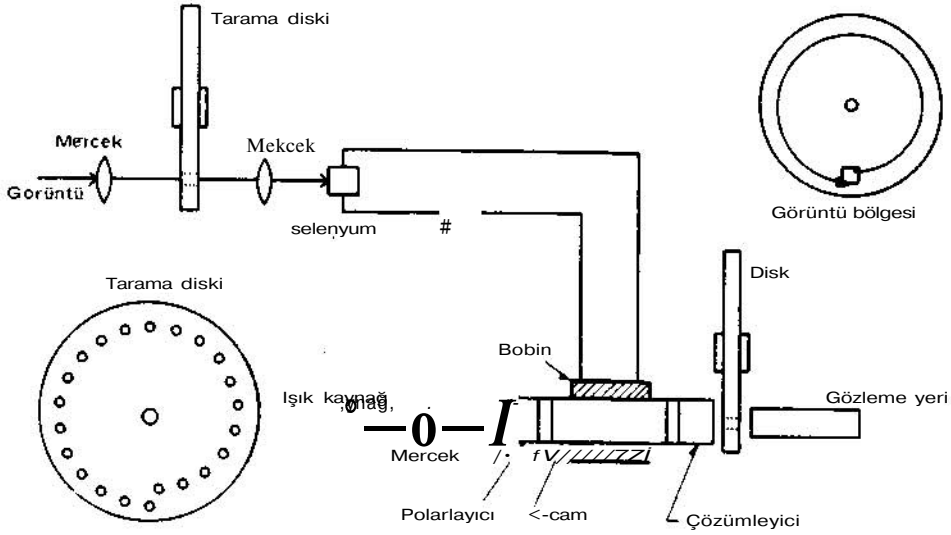 Tarama diski
Mercek
Mekcek
Görüntü
selenyum
#
Görüntü bölgesi
Tarama diski
Disk
Bobin
Işık kaynağ
Gözleme yeri
Mercek
Polarlayıcı
<-cam
Çözümleyici